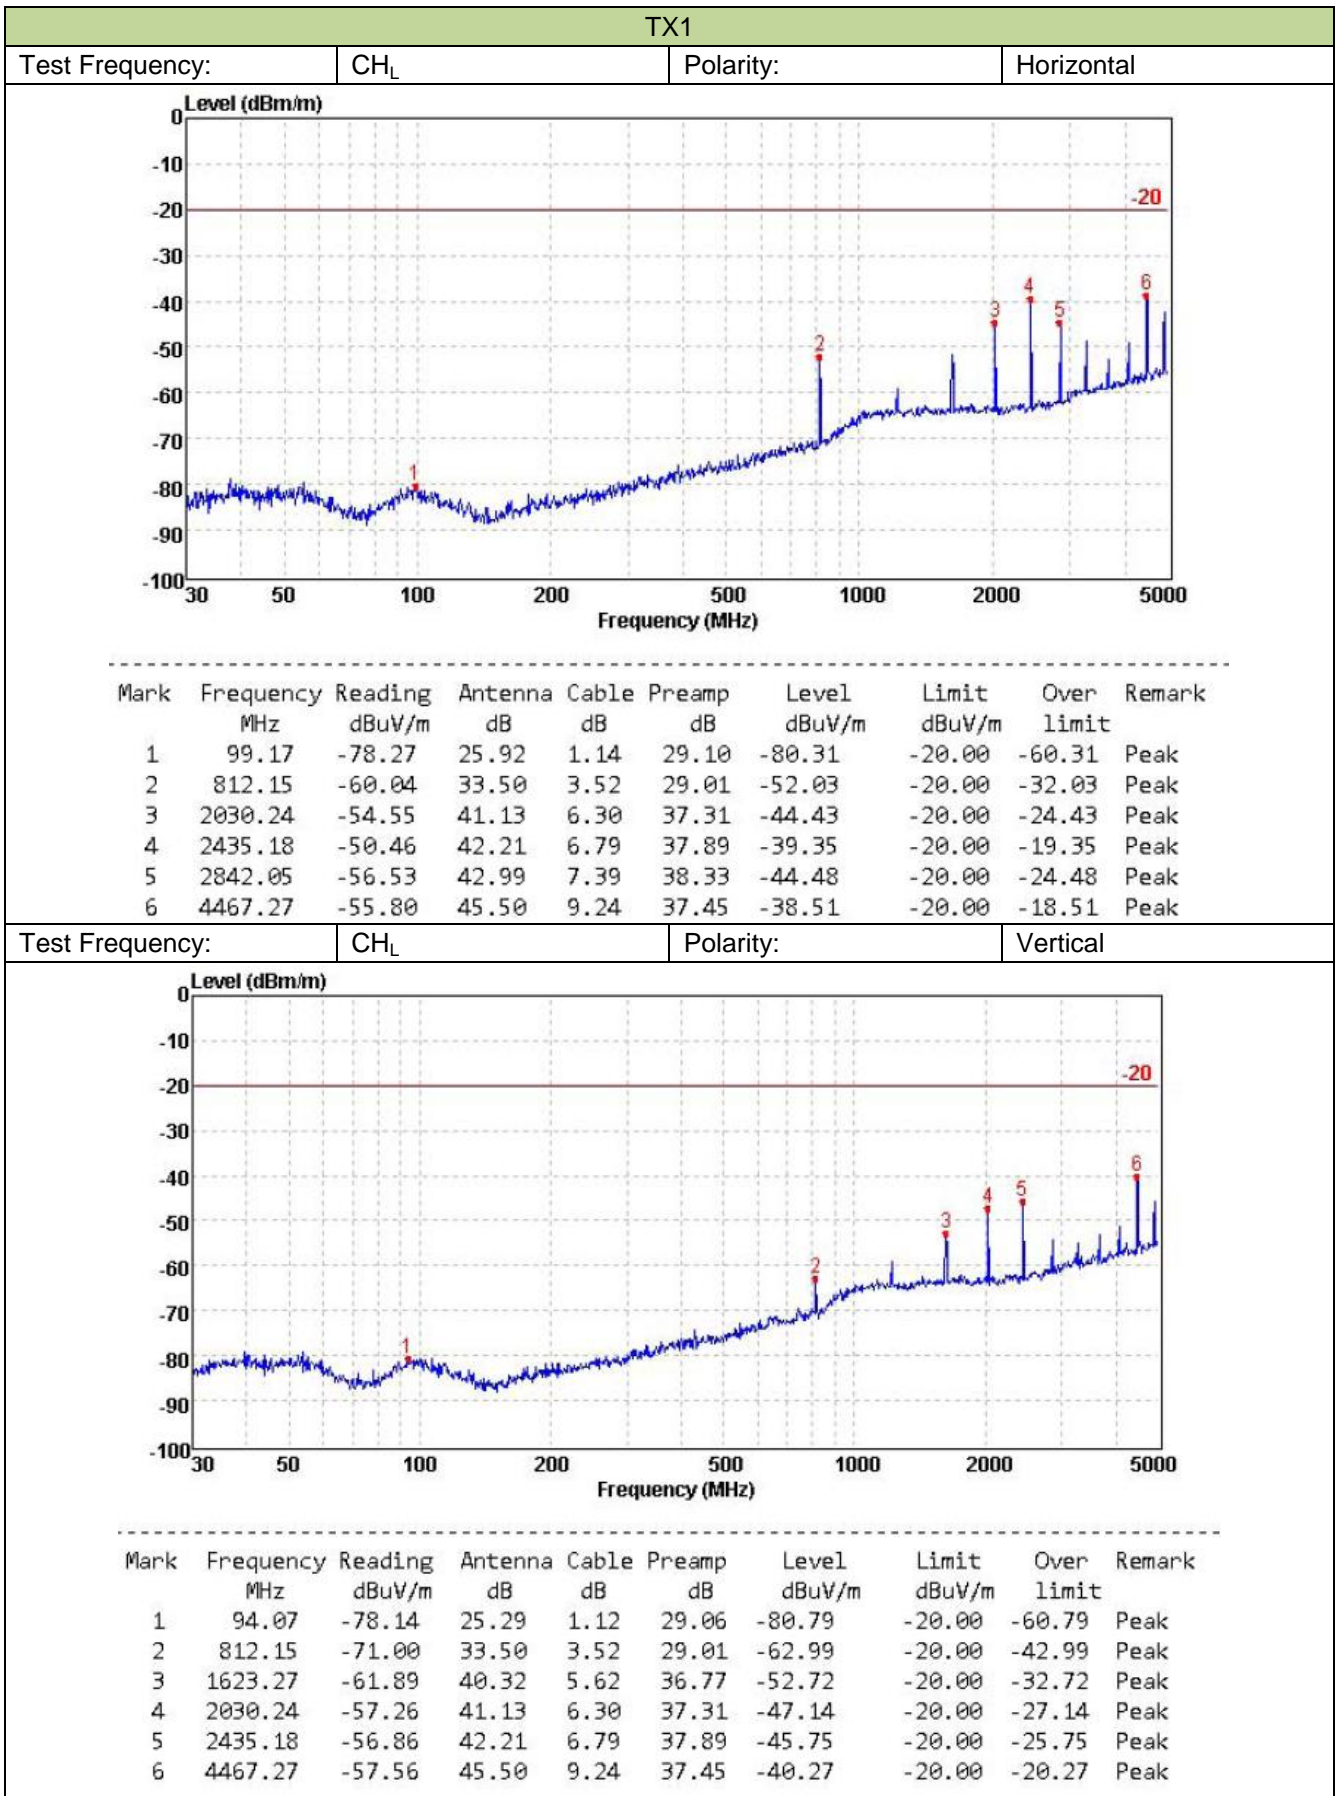 TX1
Test Frequency: CHL Polarity: Horizontal
Level (dBm/m)
0
-10
-20
-20
-30
-40
-50
-60
-70
-80
-90
-100
1
2
3
4
5
6
30 50 100 200 500 1000 2000 5000
Frequency (MHz)
Mark Frequency Reading Antenna Cable Preamp Level Limit Over Remark
MHz dBuV/m dB dB dB dBuV/m dBuV/m limit
1 99.17 -78.27 25.92 1.14 29.10 -80.31 -20.00 -60.31 Peak
2 812.15 -60.04 33.50 3.52 29.01 -52.03 -20.00 -32.03 Peak
3 2030.24 -54.55 41.13 6.30 37.31 -44.43 -20.00 -24.43 Peak
4 2435.18 -50.46 42.21 6.79 37.89 -39.35 -20.00 -19.35 Peak
5 2842.05 -56.53 42.99 7.39 38.33 -44.48 -20.00 -24.48 Peak
6 4467.27 -55.80 45.50 9.24 37.45 -38.51 -20.00 -18.51 Peak
Test Frequency: CHL Polarity: Vertical
Level (dBm/m)
0
-10
-20
-20
-30
-40
-50
-60
-70
-80
-90
-100
1
2
3
4
5
6
30 50 100 200 500 1000 2000 5000
Frequency (MHz)
Mark Frequency Reading Antenna Cable Preamp Level Limit Over Remark
MHz dBuV/m dB dB dB dBuV/m dBuV/m limit
1 94.07 -78.14 25.29 1.12 29.06 -80.79 -20.00 -60.79 Peak
2 812.15 -71.00 33.50 3.52 29.01 -62.99 -20.00 -42.99 Peak
3 1623.27 -61.89 40.32 5.62 36.77 -52.72 -20.00 -32.72 Peak
4 2030.24 -57.26 41.13 6.30 37.31 -47.14 -20.00 -27.14 Peak
5 2435.18 -56.86 42.21 6.79 37.89 -45.75 -20.00 -25.75 Peak
6 4467.27 -57.56 45.50 9.24 37.45 -40.27 -20.00 -20.27 Peak